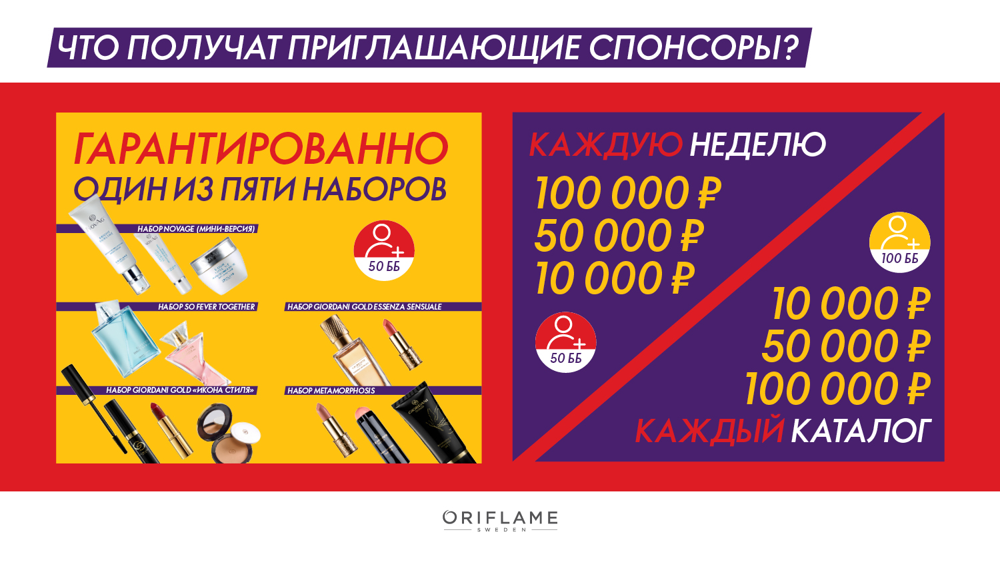 ЧТО ПОЛУЧАТ ПРИГЛАШАЮЩИЕ СПОНСОРЫ?
ГАРАНТИРОВАННО
ОДИН ИЗ ПЯТИ НАБОРОВ
НАБОР NOVAGE (МИНИ-ВЕРСИЯ)
50 ББ
НАБОР SO FEVER TOGETHER
НАБОР GIORDANI GOLD ESSENZA SENSUALE
НАБОР GIORDANI GOLD «ИКОНА СТИЛЯ»
НАБОР METAMORPHOSIS
GIORDANI
КАЖДУЮ НЕДЕЛЮ
100 000 ₽
50 000 ₽
10 000 ₽
50 ББ
100 ББ
10 000 ₽
50 000 ₽
100 000 ₽
КАЖДЫЙ КАТАЛОГ
ORIFLAME
SWEDEN